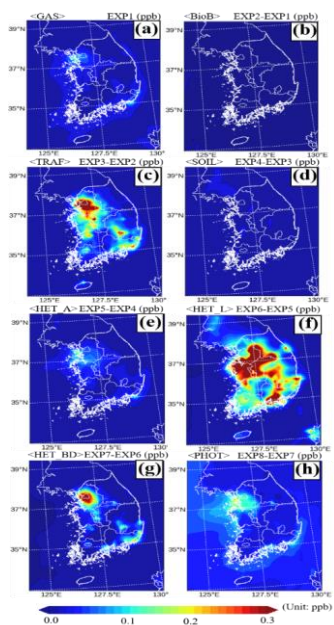 <GAS> EXP1 (ppb) <BioB> EXP2-EXP1 (ppb)
(a) (b)
39°N 39°N
37°N 37°N
35°N 35°N
125°E 127.5°E 130°E 125°E 127.5°E 130°E
<TRAF> EXP3-EXP2 (ppb) <SOIL> EXP4-EXP3 (ppb)
(c) (d)
39°N 39°N
37°N 37°N
35°N 35°N
125°E 127.5°E 130°E 125°E 127.5°E 130°E
<HET_A>EXP5-EXP4 (ppb) <HET_L> EXP6-EXP5 (ppb)
(e) (f)
39°N 39°N
37°N 37°N
35°N 35°N
125°E 127.5°E 130°E 125°E 127.5°E 130°E
<HET_BD>EXP7-EXP6 (ppb) <PHOT> EXP8-EXP7 (ppb)
(g) (h)
39°N 39°N
37°N 37°N
35°N 35°N
125°E 127.5°E 130°E 125°E 127.5°E 130°E
0.0 0.1 0.2 0.3 (Unit: ppb)